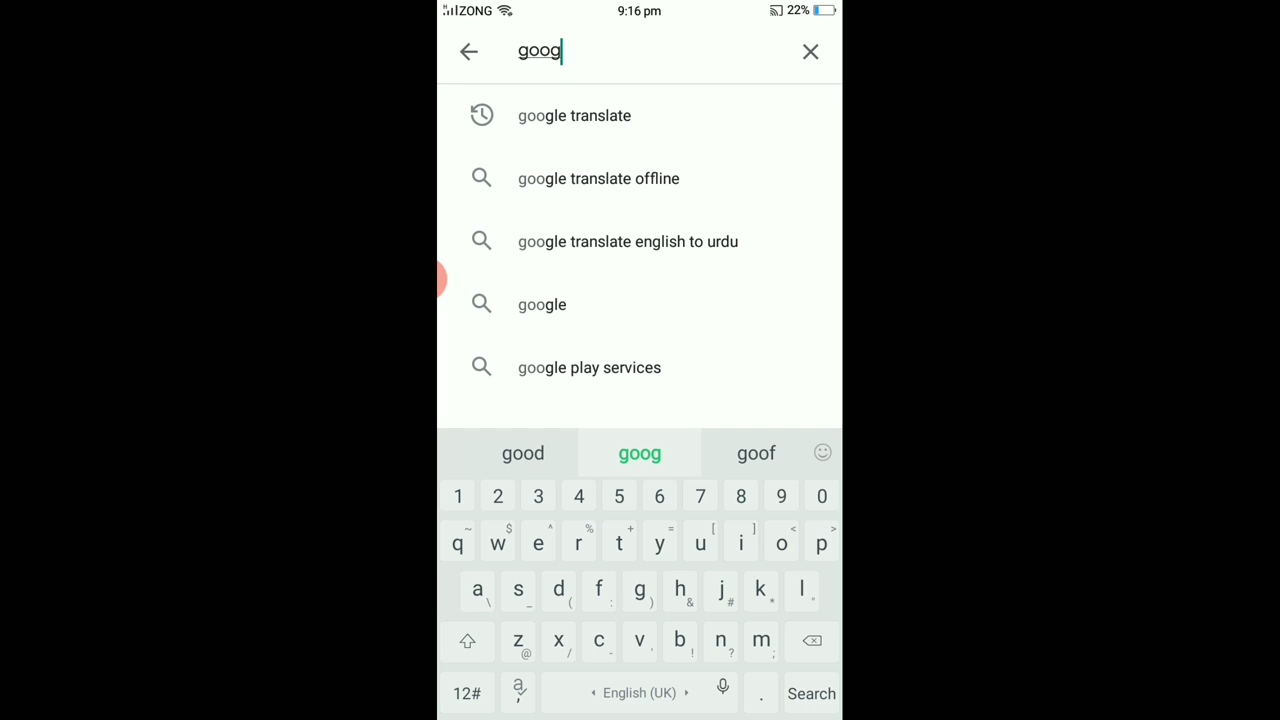 H ZONG 9:16 pm 22%
goog
google translate
google translate offline
google translate english to urdu
google
google play services
good goog goof
1 2 3 4 5 6 7 8 9 0
~ $ ^ % + = [ ] < >
q w e r t y u i o p
a s d f g h j k l
\ _ ( : ) & # * "
z x c v b n m
@ / - ' ! ? ;
12# a , English (UK) . Search